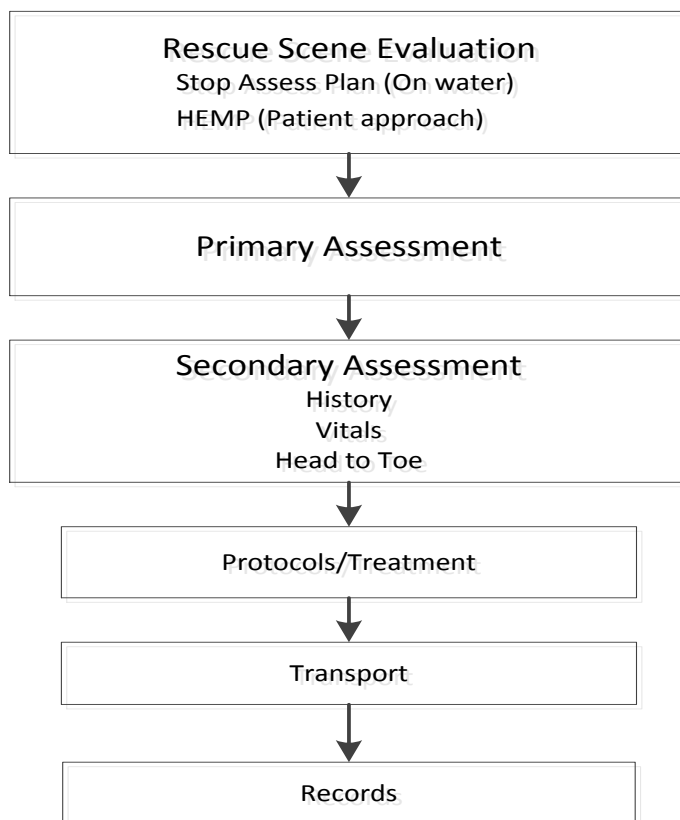 Rescue Scene Evaluation
Stop Assess Plan (On water)
HEMP (Patient approach)
Primary Assessment
Secondary Assessment
History
Vitals
Head to Toe
Protocols/Treatment
Transport
Records